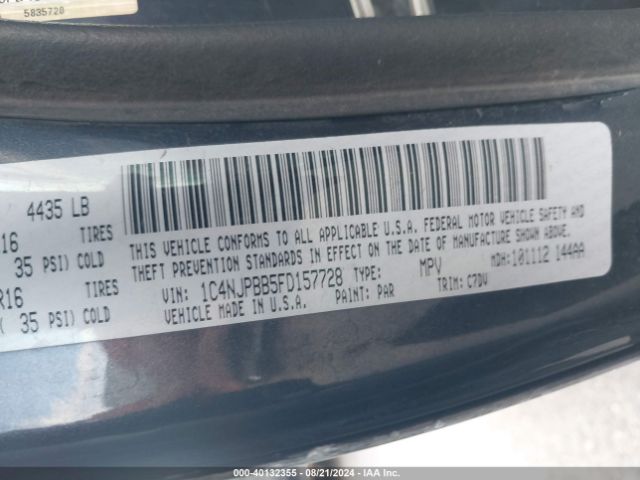 5835728
4435 LB
16 TIRES
35 PSI) COLD
R16 TIRES
( 35 PSI) COLD
THIS VEHICLE CONFORMS TO ALL APPLICABLE U.S.A. FEDERAL MOTOR VEHICLE SAFETY AND
THEFT PREVENTION STANDARDS IN EFFECT ON THE DATE OF MANUFACTURE SHOWN ABOVE.
VIN: 1C4NJPBB5FD157728 TYPE: MPV MDH: 101112 144AA
VEHICLE MADE IN U.S.A. PAINT: PAR TRIM: C7DV
© - 40132355 - 08/21/2024 - IAA Inc.